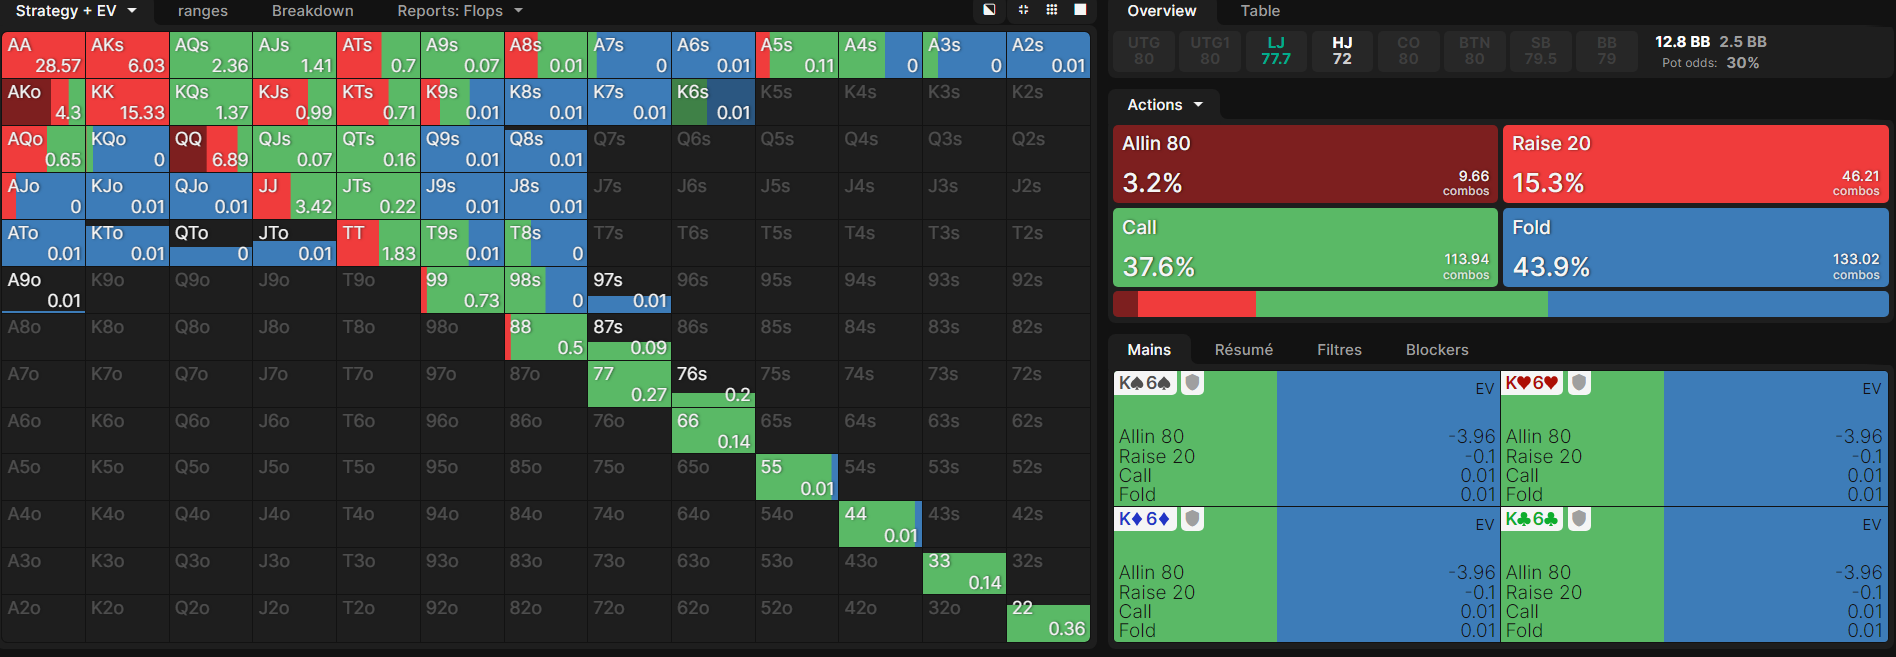 Strategy + EV ranges Breakdown Reports: Flops
AA AKs AQs AJs ATs A9s A8s A7s A6s A5s A4s A3s A2s
28.57 6.03 2.36 1.41 0.7 0.07 0.01 0 0.01 0.11 0 0 0.01
AKo KK KQs KJs KTs K9s K8s K7s K6s K5s K4s K3s K2s
4.3 15.33 1.37 0.99 0.71 0.01 0.01 0.01 0.01
AQo KQo QQ QJs QTs Q9s Q8s Q7s Q6s Q5s Q4s Q3s Q2s
0.65 0 6.89 0.07 0.16 0.01 0.01
AJo KJo QJo JJ JTs J9s J8s J7s J6s J5s J4s J3s J2s
0 0.01 0.01 3.42 0.22 0.01 0.01
ATo KTo QTo JTo TT T9s T8s T7s T6s T5s T4s T3s T2s
0.01 0.01 0 0.01 1.83 0.01 0
A9o K9o Q9o J9o T9o 99 98s 97s 96s 95s 94s 93s 92s
0.01 0.73 0 0.01
A8o K8o Q8o J8o T8o 98o 88 87s 86s 85s 84s 83s 82s
0.5 0.09
A7o K7o Q7o J7o T7o 97o 87o 77 76s 75s 74s 73s 72s
0.27 0.2
A6o K6o Q6o J6o T6o 96o 86o 76o 66 65s 64s 63s 62s
0.14
A5o K5o Q5o J5o T5o 95o 85o 75o 65o 55 54s 53s 52s
0.01
A4o K4o Q4o J4o T4o 94o 84o 74o 64o 54o 44 43s 42s
0.01
A3o K3o Q3o J3o T3o 93o 83o 73o 63o 53o 43o 33 32s
0.14
A2o K2o Q2o J2o T2o 92o 82o 72o 62o 52o 42o 32o 22
0.36
Overview Table
UTG UTG1 LJ HJ CO BTN SB BB 12.8 BB 2.5 BB
80 80 77.7 72 80 80 79.5 79 Pot odds: 30%
Actions
Allin 80 Raise 20
3.2% 9.66 combos 15.3% 46.21 combos
Call Fold
37.6% 113.94 combos 43.9% 133.02 combos
Mains Résumé Filtres Blockers
K♠6♠ EV K♥6♥ EV
Allin 80 -3.96 Allin 80 -3.96
Raise 20 -0.1 Raise 20 -0.1
Call 0.01 Call 0.01
Fold 0.01 Fold 0.01
K♦6♦ EV K♣6♣ EV
Allin 80 -3.96 Allin 80 -3.96
Raise 20 -0.1 Raise 20 -0.1
Call 0.01 Call 0.01
Fold 0.01 Fold 0.01